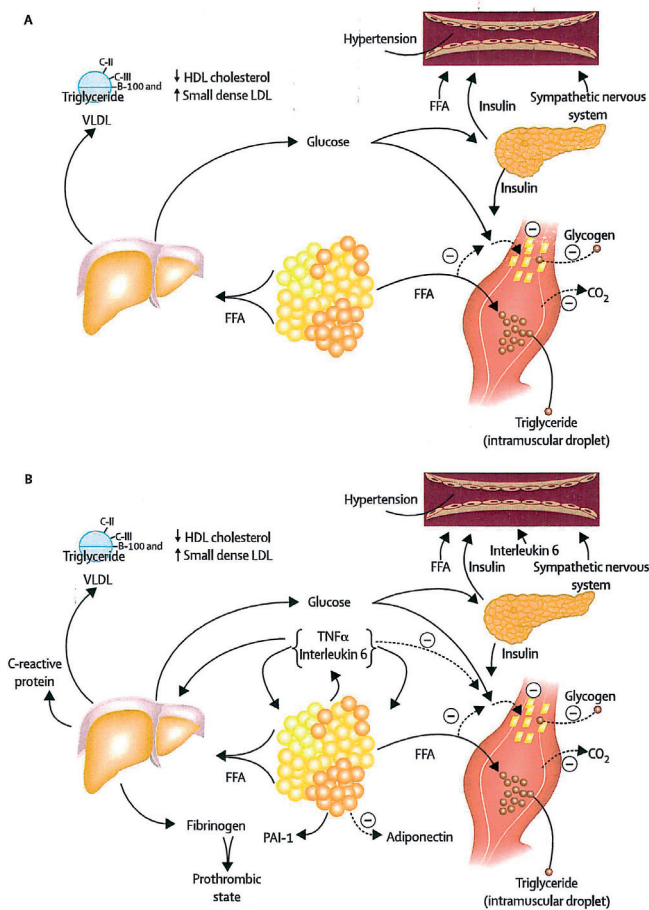 A
C-II
C-III
B-100 and
Triglyceride
VLDL
↓ HDL cholesterol
↑ Small dense LDL
Hypertension
FFA
Insulin
Sympathetic nervous
system
Glucose
Insulin
Glycogen
CO2
FFA
FFA
Triglyceride
(intramuscular droplet)
B
C-II
C-III
B-100 and
Triglyceride
VLDL
↓ HDL cholesterol
↑ Small dense LDL
Hypertension
Interleukin 6
FFA
Insulin
Sympathetic nervous
system
Glucose
TNFα
Interleukin 6
Insulin
C-reactive
protein
Glycogen
CO2
FFA
FFA
Fibrinogen
PAI-1
Adiponectin
Prothrombic
state
Triglyceride
(intramuscular droplet)